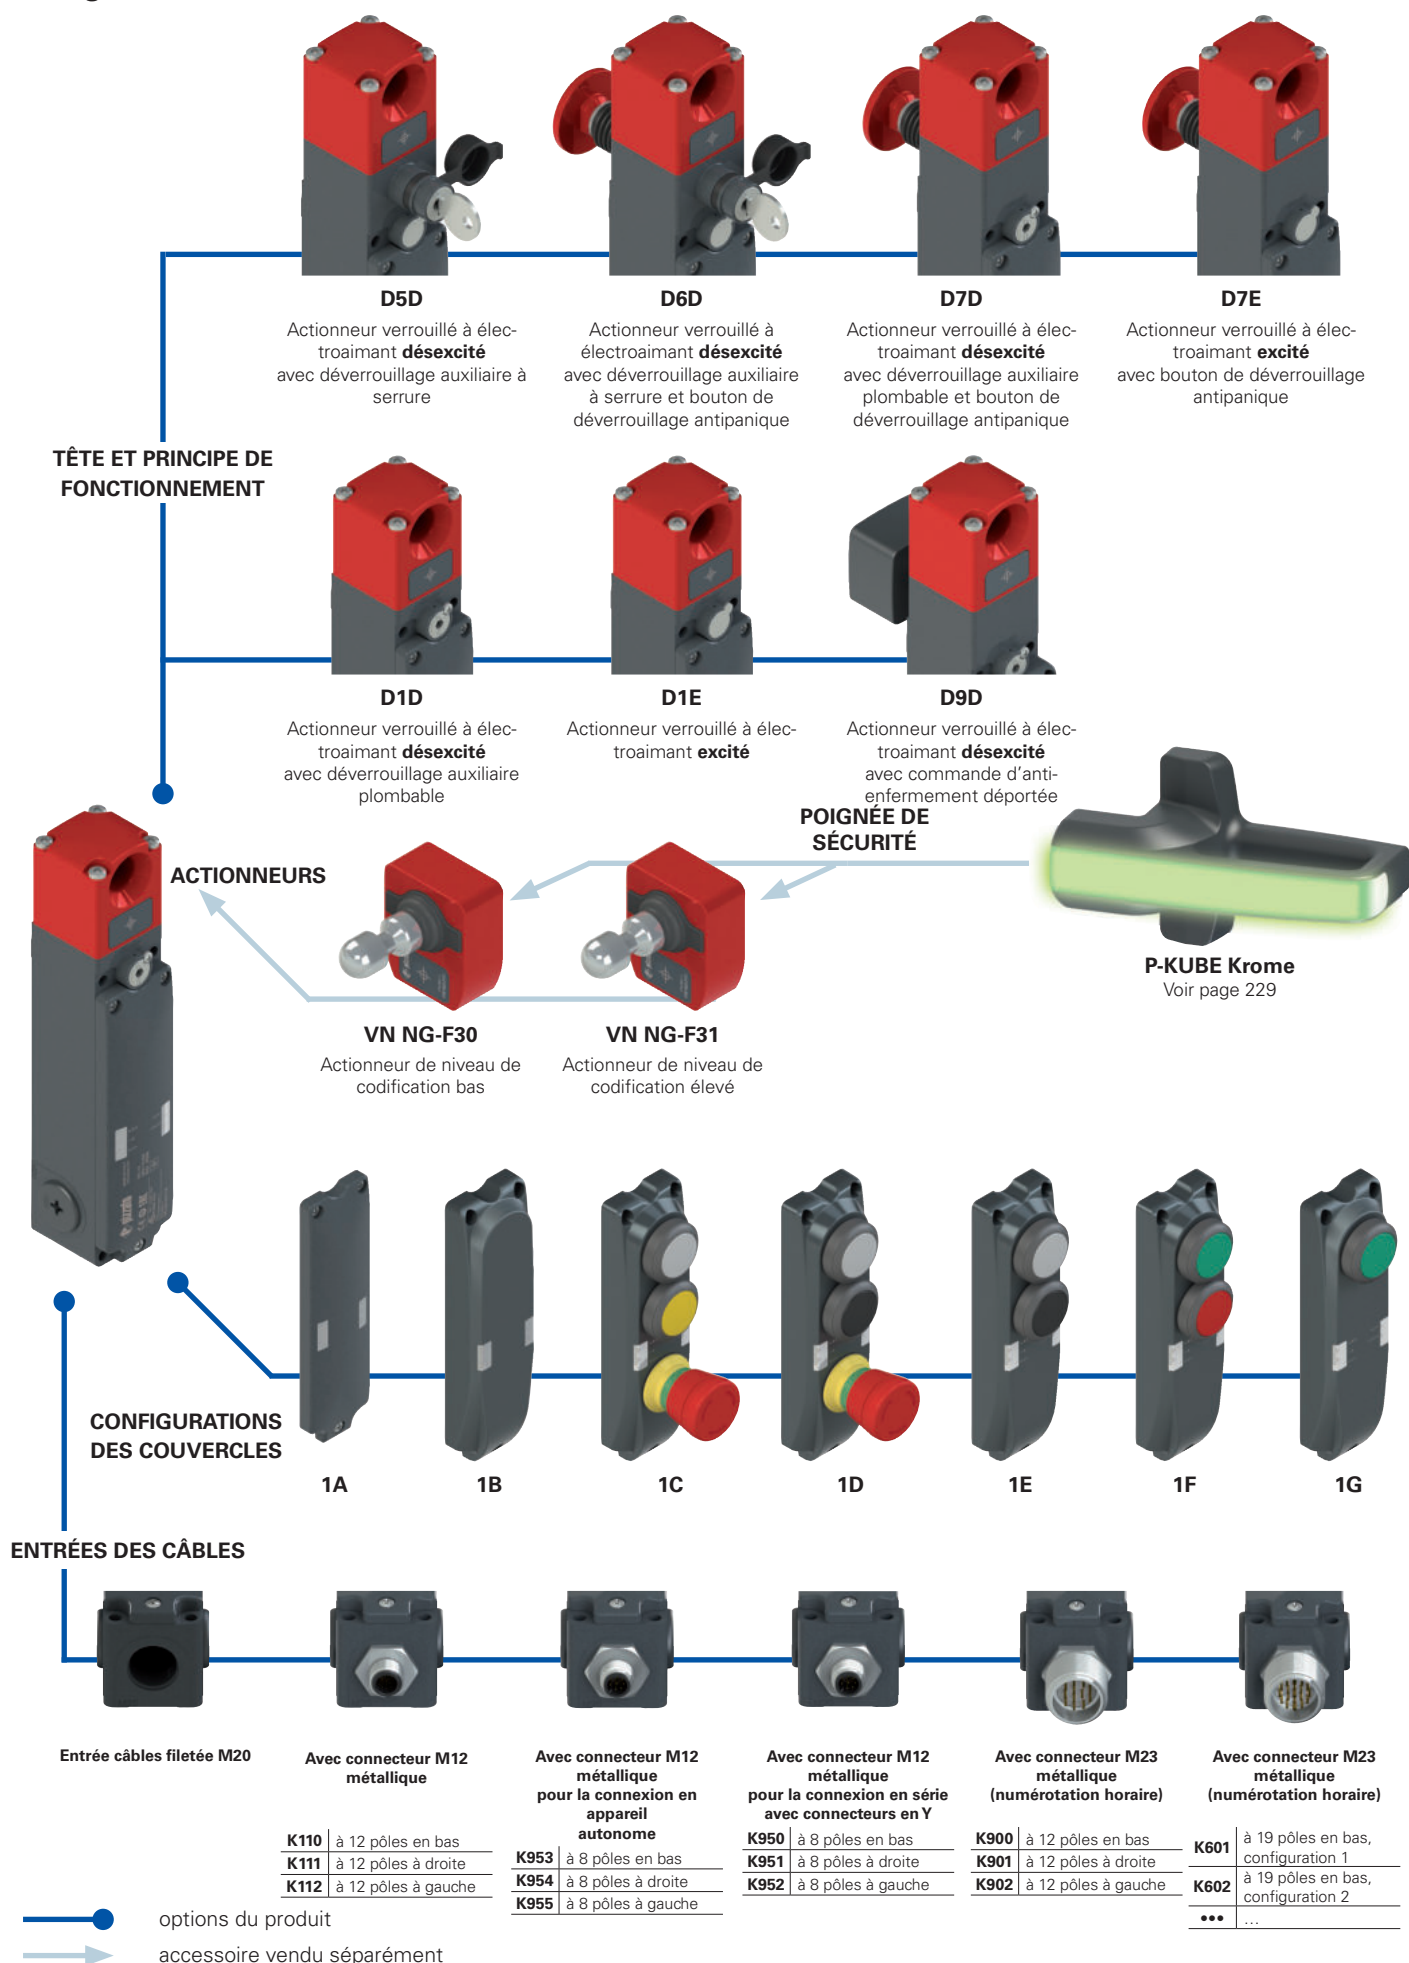 D5D
Actionneur verrouillé à élec-
troaimant désexcité
avec déverrouillage auxiliaire à
serrure
D6D
Actionneur verrouillé à
électroaimant désexcité
avec déverrouillage auxiliaire
à serrure et bouton de
déverrouillage antipanique
D7D
Actionneur verrouillé à élec-
troaimant désexcité
avec déverrouillage auxiliaire
plombable et bouton de
déverrouillage antipanique
D7E
Actionneur verrouillé à élec-
troaimant excité
avec bouton de déverrouillage
antipanique
TÊTE ET PRINCIPE DE
FONCTIONNEMENT
D1D
Actionneur verrouillé à élec-
troaimant désexcité
avec déverrouillage auxiliaire
plombable
D1E
Actionneur verrouillé à élec-
troaimant excité
D9D
Actionneur verrouillé à élec-
troaimant désexcité
avec commande d'anti-
enfermement déportée
POIGNÉE DE
SÉCURITÉ
ACTIONNEURS
P-KUBE Krome
Voir page 229
VN NG-F30
Actionneur de niveau de
codification bas
VN NG-F31
Actionneur de niveau de
codification élevé
CONFIGURATIONS
DES COUVERCLES
1A
1B
1C
1D
1E
1F
1G
ENTRÉES DES CÂBLES
Entrée câbles filetée M20
Avec connecteur M12
métallique
K110 à 12 pôles en bas
K111 à 12 pôles à droite
K112 à 12 pôles à gauche
Avec connecteur M12
métallique
pour la connexion en
appareil
autonome
K953 à 8 pôles en bas
K954 à 8 pôles à droite
K955 à 8 pôles à gauche
Avec connecteur M12
métallique
pour la connexion en série
avec connecteurs en Y
K950 à 8 pôles en bas
K951 à 8 pôles à droite
K952 à 8 pôles à gauche
Avec connecteur M23
métallique
(numérotation horaire)
K900 à 12 pôles en bas
K901 à 12 pôles à droite
K902 à 12 pôles à gauche
Avec connecteur M23
métallique
(numérotation horaire)
K601 à 19 pôles en bas,
configuration 1
K602 à 19 pôles en bas,
configuration 2
••• …
options du produit
accessoire vendu séparément